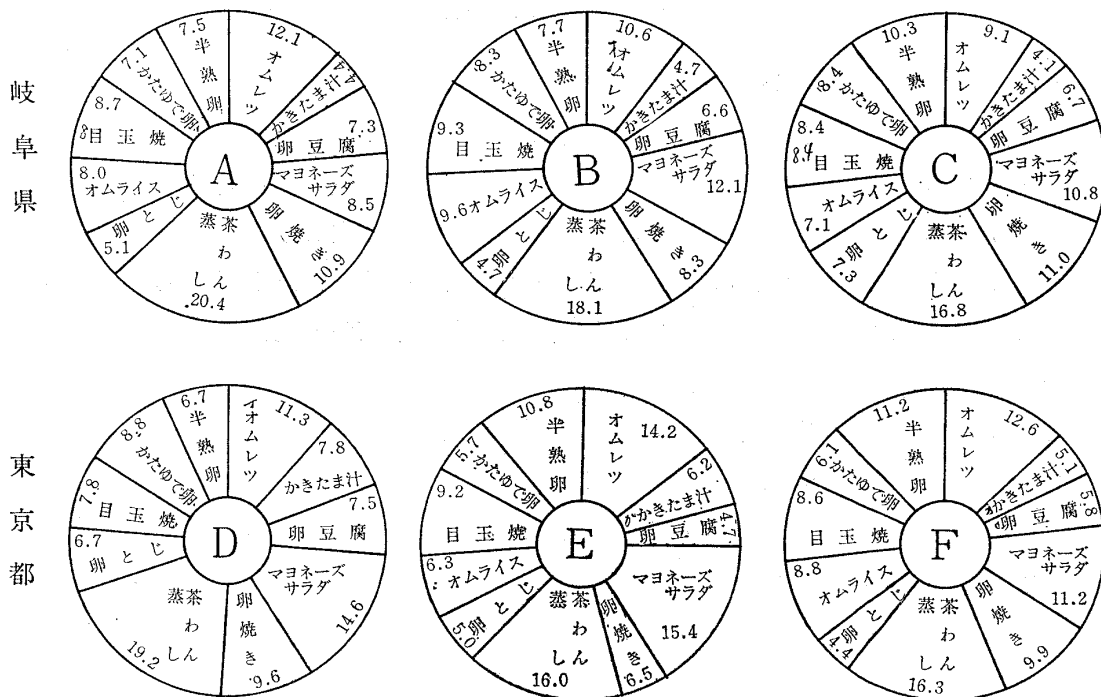 岐阜県
A
オムレツ 12.1
かきたま汁 4.4
卵豆腐 7.3
マヨネーズサラダ 8.5
卵焼き 10.9
茶わん蒸し 20.4
卵とじ 5.1
オムライス 8.0
目玉焼 8.7
かたゆで卵 7.1
半熟卵 7.5
B
オムレツ 10.6
かきたま汁 4.7
卵豆腐 6.6
マヨネーズサラダ 12.1
卵焼き 8.3
茶わん蒸し 18.1
卵とじ 4.7
オムライス 9.6
目玉焼 9.3
かたゆで卵 8.3
半熟卵 7.7
C
オムレツ 9.1
かきたま汁 4.1
卵豆腐 6.7
マヨネーズサラダ 10.8
卵焼き 11.0
茶わん蒸し 16.8
卵とじ 7.3
オムライス 7.1
目玉焼 8.4
8.4
かたゆで卵 8.4
半熟卵 10.3
東京都
D
オムレツ 11.3
かきたま汁 7.8
卵豆腐 7.5
マヨネーズサラダ 14.6
卵焼き 9.6
茶わん蒸し 19.2
卵とじ 6.7
目玉焼 7.8
かたゆで卵 8.8
半熟卵 6.7
E
オムレツ 14.2
かきたま汁 6.2
卵豆腐 4.7
マヨネーズサラダ 15.4
卵焼き 6.5
茶わん蒸し 16.0
卵とじ 5.0
オムライス 6.3
目玉焼 9.2
かたゆで卵 5.7
半熟卵 10.8
F
オムレツ 12.6
かきたま汁 5.1
卵豆腐 5.8
マヨネーズサラダ 11.2
卵焼き 9.9
茶わん蒸し 16.3
卵とじ 4.4
オムライス 8.8
目玉焼 8.6
かたゆで卵 6.1
半熟卵 11.2